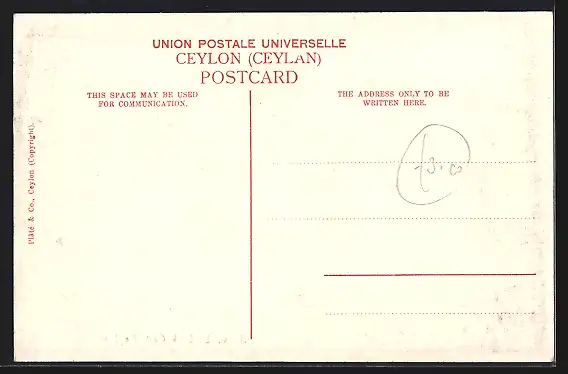 UNION POSTALE UNIVERSELLE
CEYLON (CEYLAN)
POSTCARD
THIS SPACE MAY BE USED
FOR COMMUNICATION.
THE ADDRESS ONLY TO BE
WRITTEN HERE.
Plâté & Co., Ceylon (Copyright).